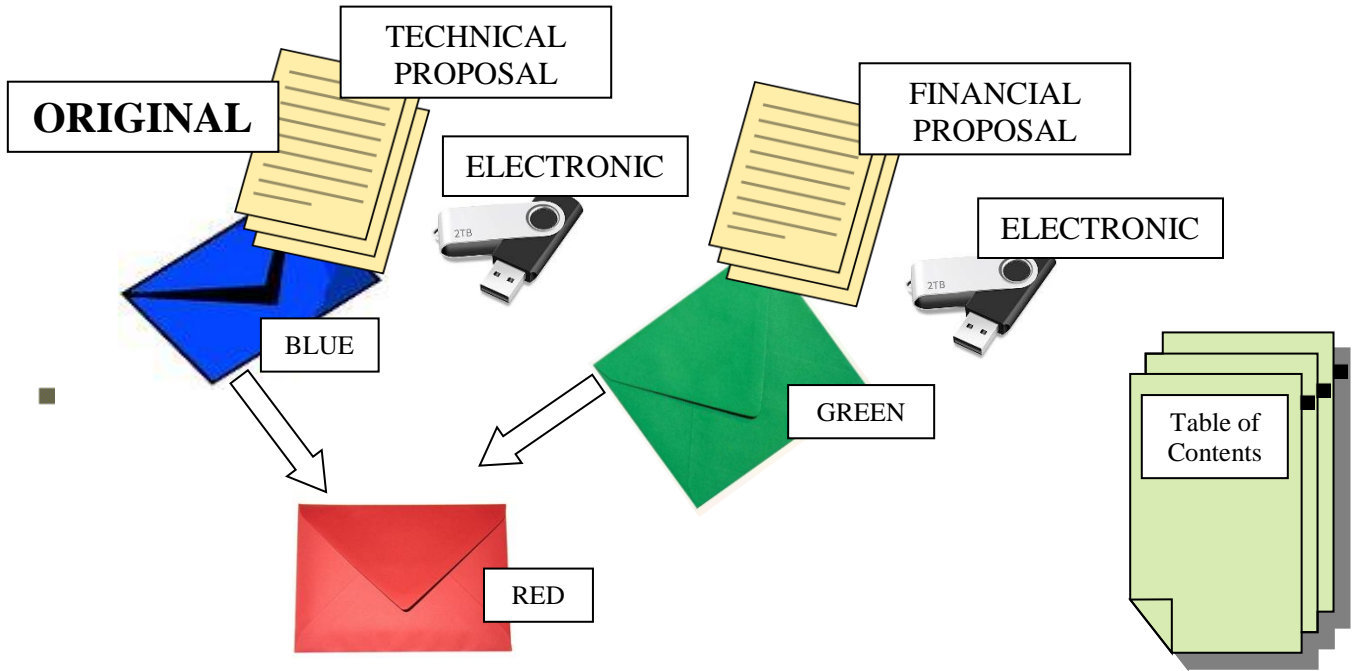 TECHNICAL
PROPOSAL
ORIGINAL
FINANCIAL
PROPOSAL
ELECTRONIC
2TB
ELECTRONIC
2TB
BLUE
GREEN
Table of
Contents
RED